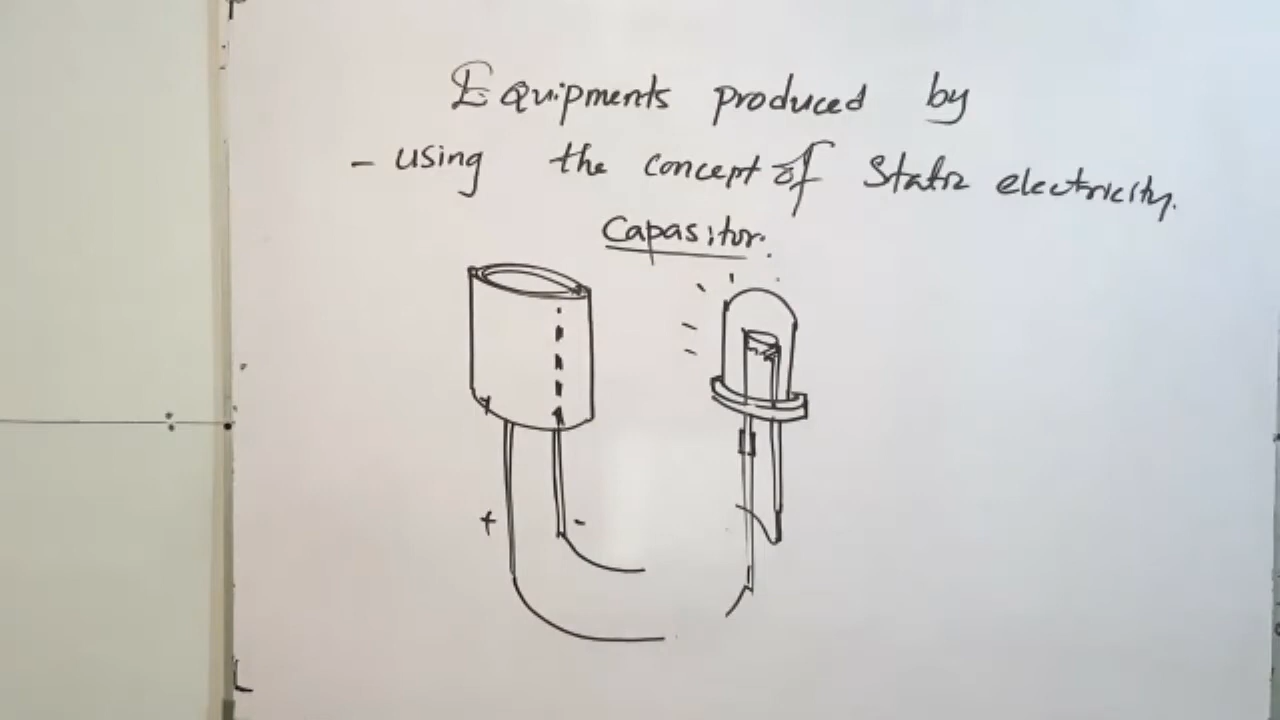 Equipments produced by
- using the concept of Static electricity.
Capasitor.
+ -